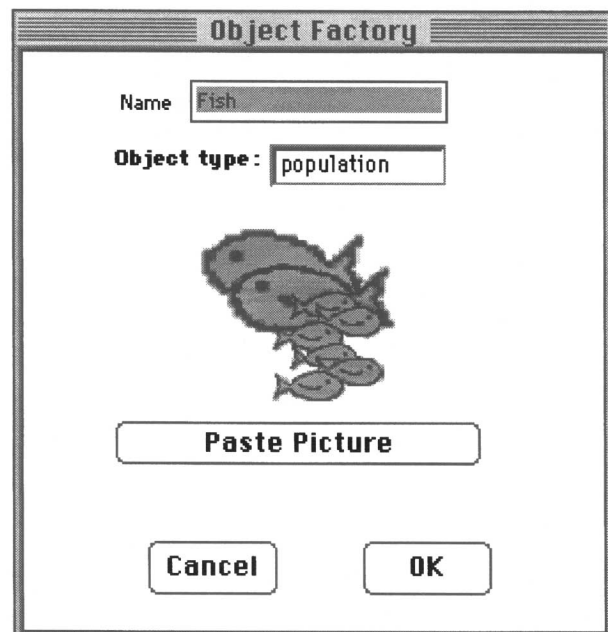 Object Factory
Name Fish
Object type: population
Paste Picture
Cancel OK